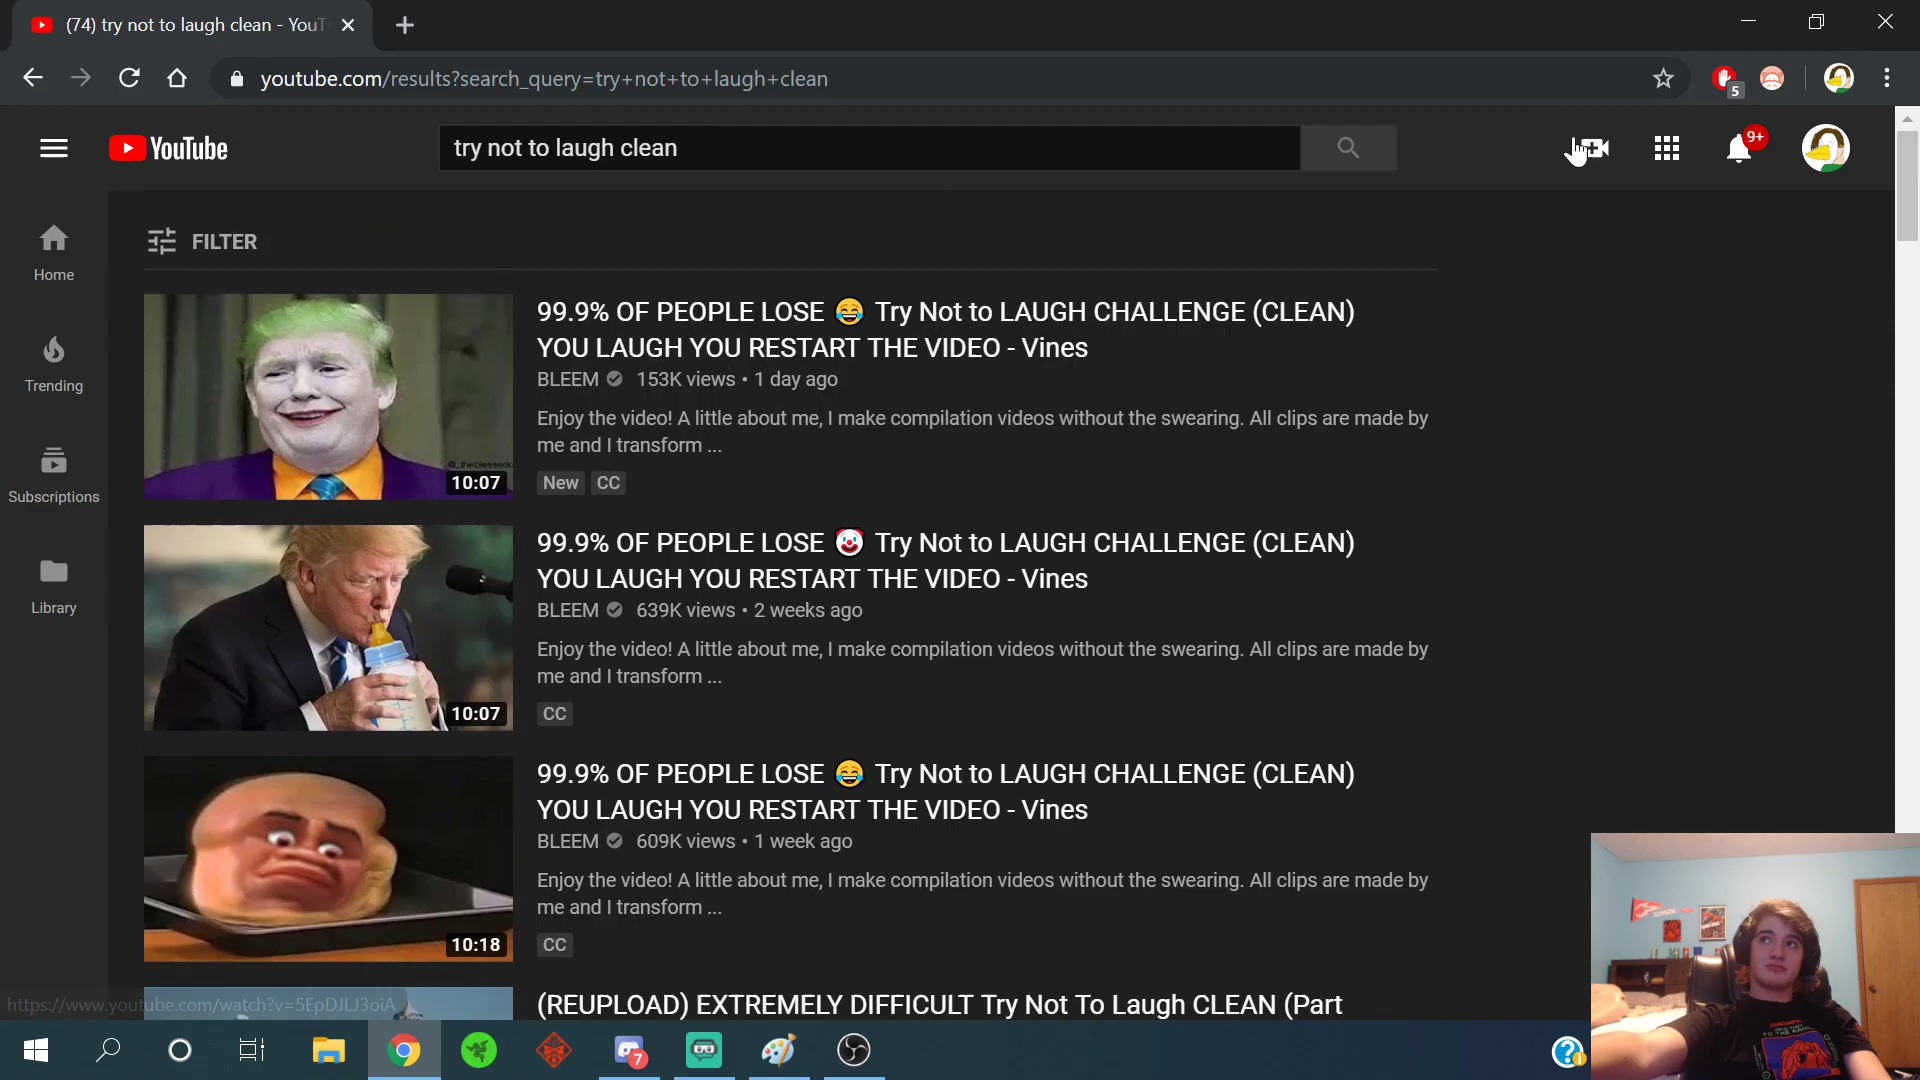 (74) try not to laugh clean - YouT
youtube.com/results?search_query=try+not+to+laugh+clean
5
YouTube
try not to laugh clean
9+
FILTER
Home
Trending
Subscriptions
Library
99.9% OF PEOPLE LOSE 😂 Try Not to LAUGH CHALLENGE (CLEAN)
YOU LAUGH YOU RESTART THE VIDEO - Vines
BLEEM 153K views • 1 day ago
Enjoy the video! A little about me, I make compilation videos without the swearing. All clips are made by
me and I transform ...
New CC
10:07
99.9% OF PEOPLE LOSE 🤡 Try Not to LAUGH CHALLENGE (CLEAN)
YOU LAUGH YOU RESTART THE VIDEO - Vines
BLEEM 639K views • 2 weeks ago
Enjoy the video! A little about me, I make compilation videos without the swearing. All clips are made by
me and I transform ...
CC
10:07
99.9% OF PEOPLE LOSE 😂 Try Not to LAUGH CHALLENGE (CLEAN)
YOU LAUGH YOU RESTART THE VIDEO - Vines
BLEEM 609K views • 1 week ago
Enjoy the video! A little about me, I make compilation videos without the swearing. All clips are made by
me and I transform ...
CC
10:18
(REUPLOAD) EXTREMELY DIFFICULT Try Not To Laugh CLEAN (Part
https://www.youtube.com/watch?v=5EpDJLJ3oiA
7